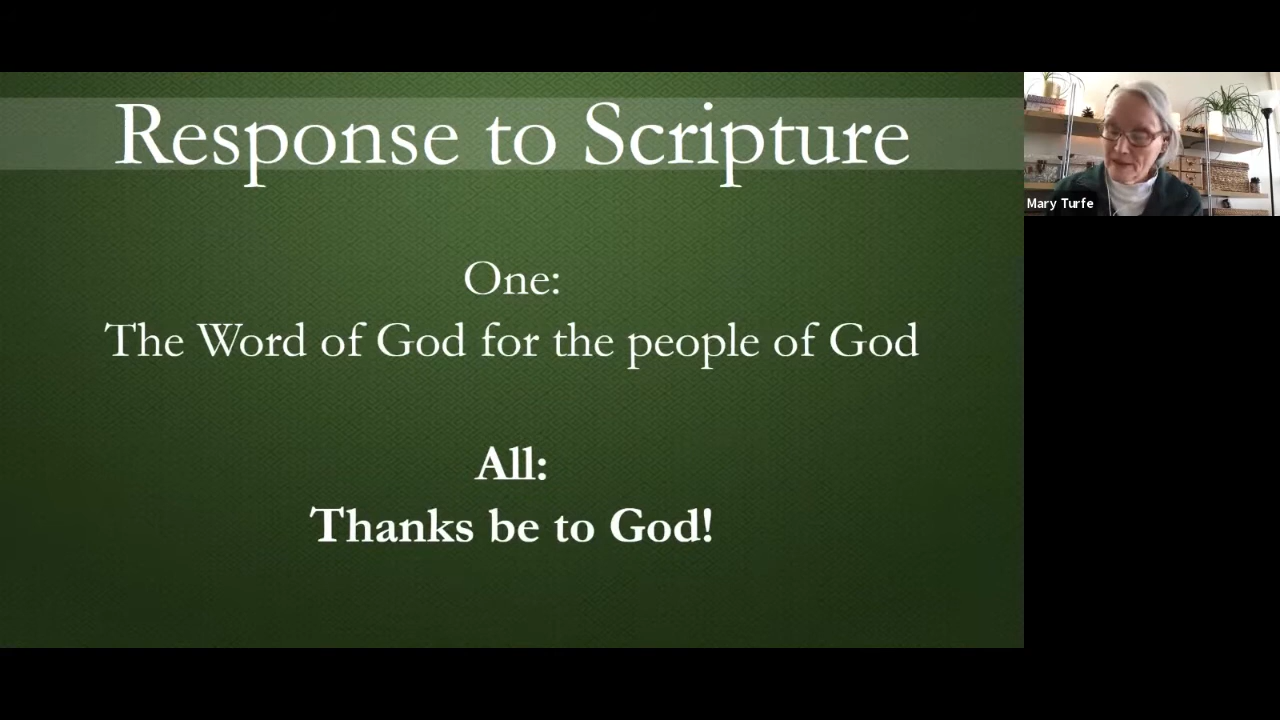 Response to Scripture
One:
The Word of God for the people of God
All:
Thanks be to God!
Mary Turfe